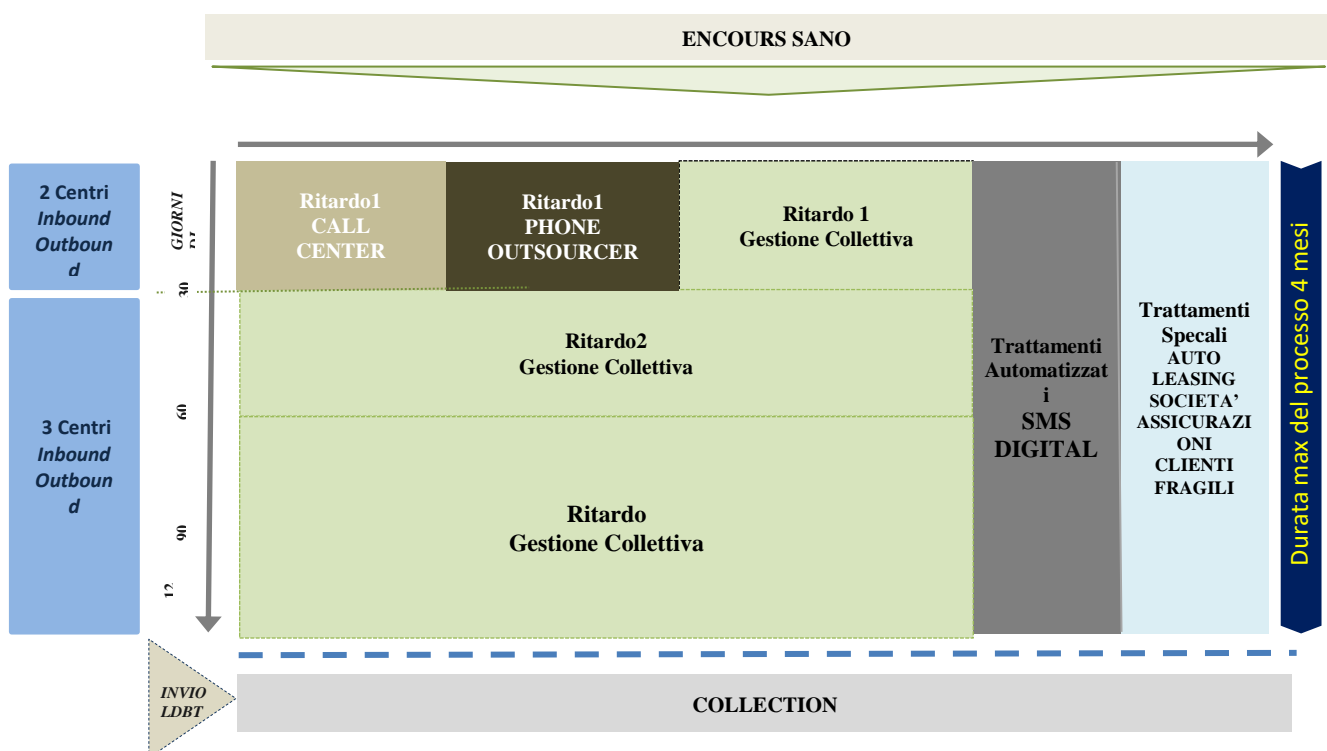 ENCOURS SANO
2 Centri
Inbound
Outboun
d
GIORNI
Ritardo1
CALL
CENTER
Ritardo1
PHONE
OUTSOURCER
Ritardo 1
Gestione Collettiva
30
Ritardo2
Gestione Collettiva
60
3 Centri
Inbound
Outboun
d
Ritardo
Gestione Collettiva
90
12
Trattamenti
Automatizzat
i
SMS
DIGITAL
Trattamenti
Specali
AUTO
LEASING
SOCIETA’
ASSICURAZI
ONI
CLIENTI
FRAGILI
Durata max del processo 4 mesi
INVIO
LDBT
COLLECTION